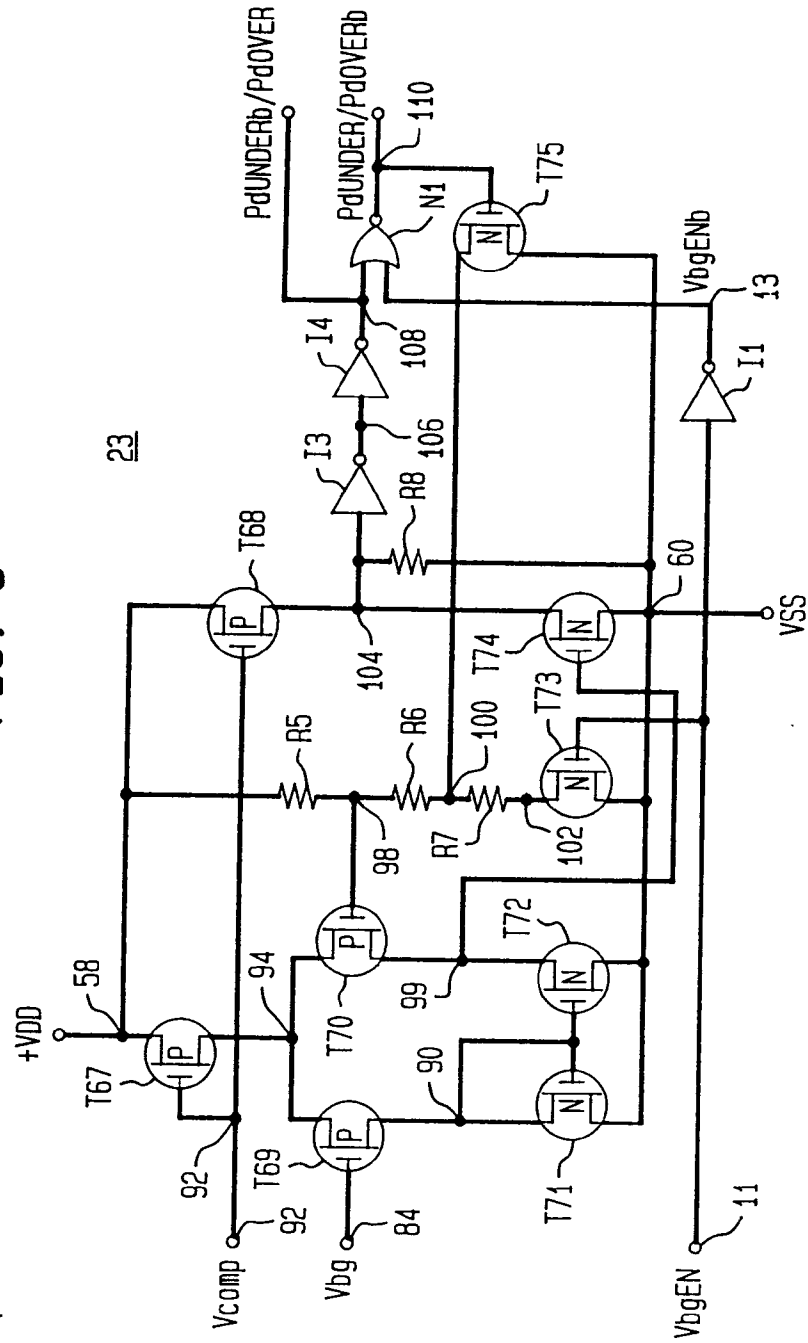 23
+VDD
58
T67
P
92
Vcomp
92
94
T69
P
Vbg
84
T70
P
98
R5
R6
100
R7
102
T68
P
104
R8
I3
106
I4
108
PdUNDERb/PdOVER
PdUNDER/PdOVERb
110
N1
N
T75
90
99
T71
N
T72
N
T73
N
T74
N
60
VSS
VbgEN
11
I1
VbgENb
13